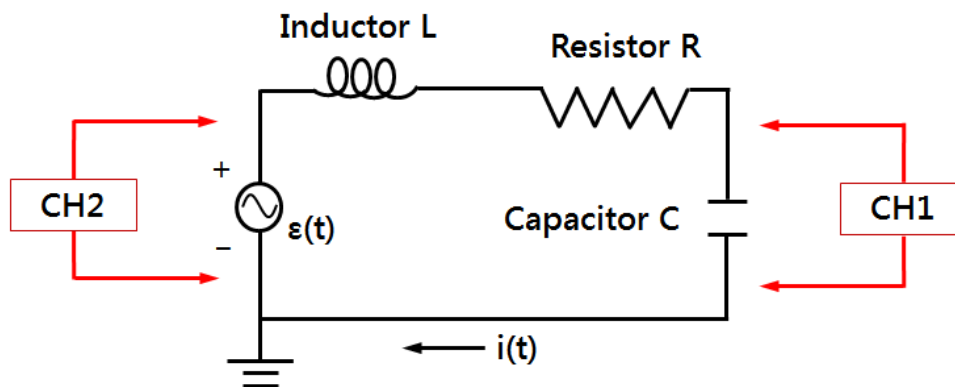 Inductor L
Resistor R
+
CH2
ε(t)
−
Capacitor C
CH1
i(t)